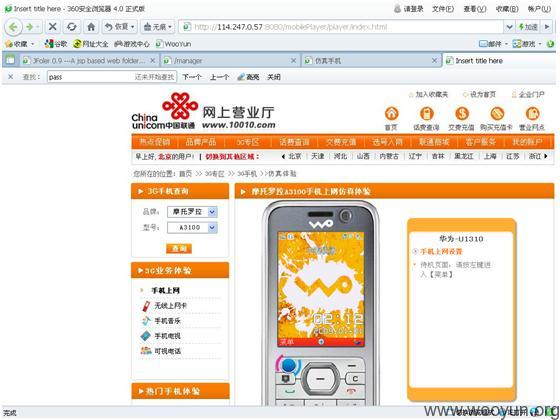 Insert title here - 360安全浏览器 4.0 正式版
请登录 文件(F) 查看(V) 收藏(B) 帮助(H)
恢复 无痕
http://114.247.0.57:8080/mobilePlayer/player/index.html
加速
收藏 谷歌 网址大全 游戏中心 WooYun
邮件 游戏
JFoler 0.9 ---A jsp based web folder...
/manager
仿真手机
Insert title here
查找: pass 还未开始查找 下一个 上一个 高亮 关闭
China unicom中国联通
网上营业厅
www.10010.com
加入收藏夹 设为首页 企业门户
首页 话费查询 交费充值 购买充值卡 营业网点
热点促销 品牌产品 3G专区 话费查询 交费充值 选号入网 联通商城 客户服务 我的账户
早上好, 北京的用户! 切换到其他区域: 北京 天津 河北 山西 内蒙古 辽宁 吉林 黑龙江 上海 江苏 浙江
您所在的位置: 首页 >> 3G专区 >> 3G手机 >>仿真体验
3G手机查询
品牌: 摩托罗拉
型号: A3100
查询
3G业务体验
手机上网
无线上网卡
手机音乐
手机电视
可视电话
热门手机体验
摩托罗拉A3100手机上网仿真体验
WO
02:12
菜单
华为-U1310
手机上网设置
待机页面, 请按左键进入【菜单】
完成
www.wooyun.org